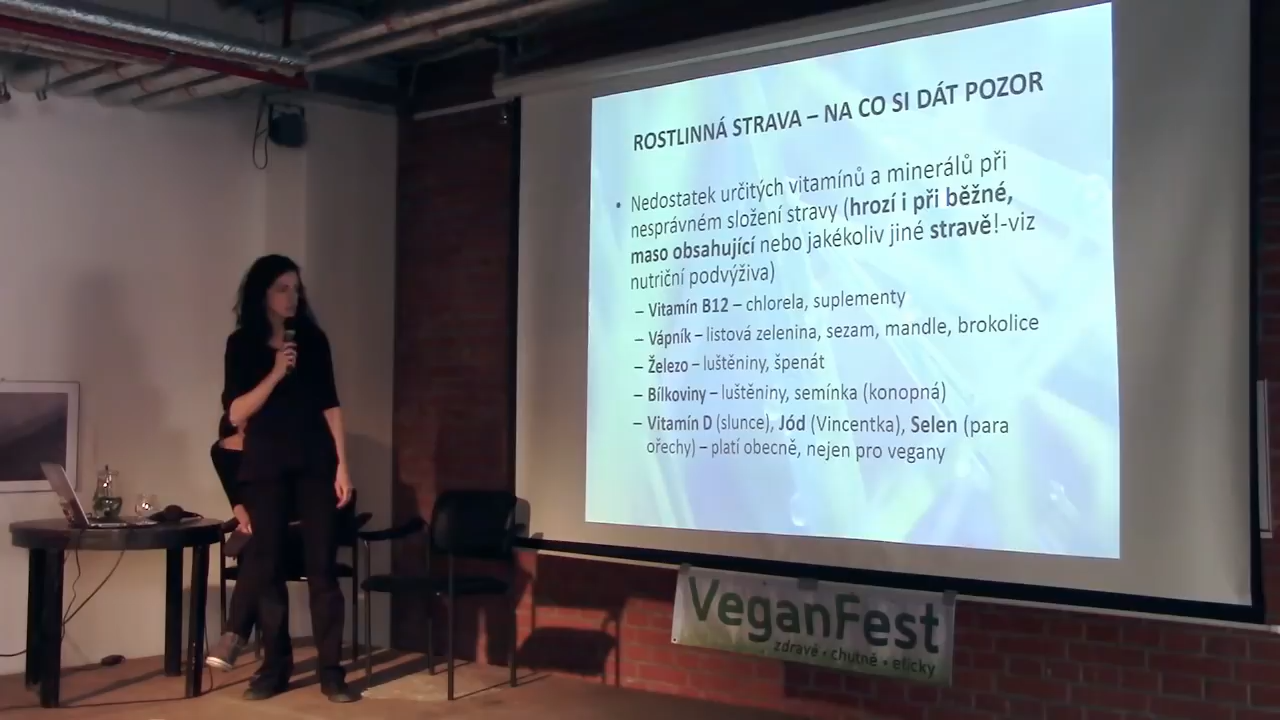 ROSTLINNÁ STRAVA – NA CO SI DÁT POZOR
• Nedostatek určitých vitamínů a minerálů při
nesprávném složení stravy (hrozí i při běžné,
maso obsahující nebo jakékoliv jiné stravě!-viz
nutriční podvýživa)
– Vitamín B12 – chlorela, suplementy
– Vápník – listová zelenina, sezam, mandle, brokolice
– Železo – luštěniny, špenát
– Bílkoviny – luštěniny, semínka (konopná)
– Vitamín D (slunce), Jód (Vincentka), Selen (para
ořechy) – platí obecně, nejen pro vegany
VeganFest
zdravě • chutně • eticky